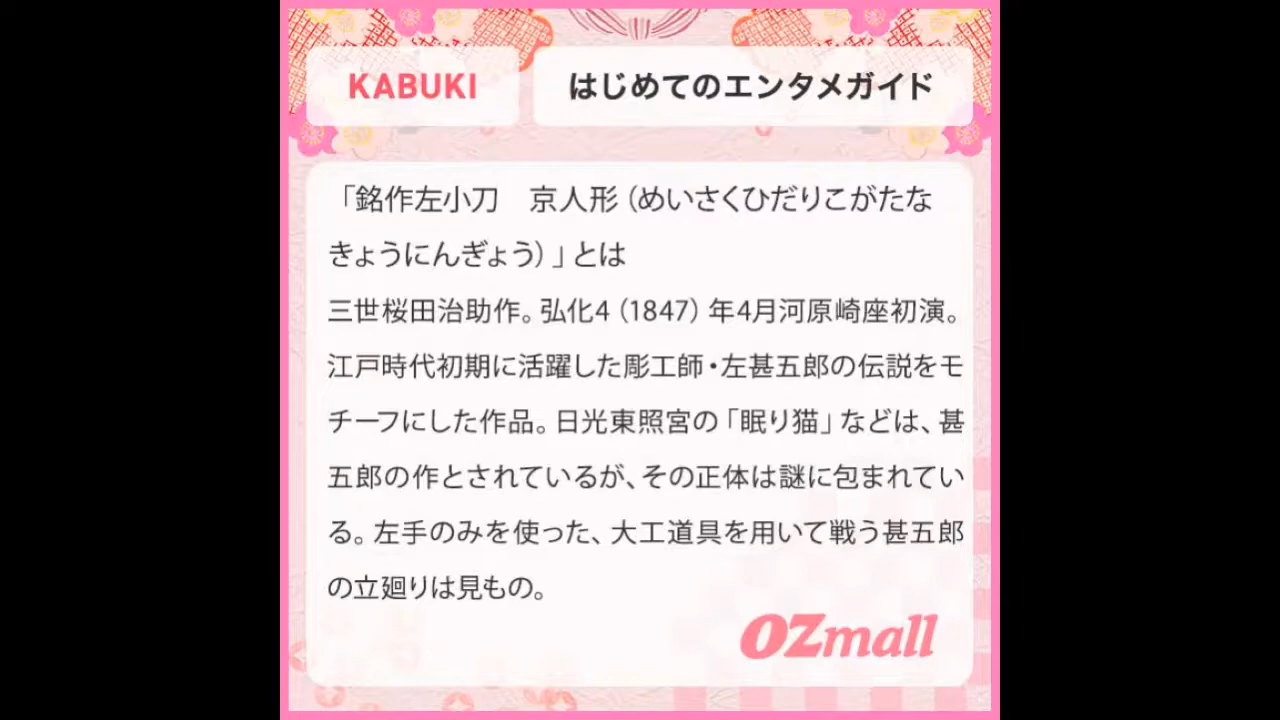 KABUKI
はじめてのエンタメガイド
「銘作左小刀　京人形（めいさくひだりこがたな
きょうにんぎょう）」とは
三世桜田治助作。弘化4（1847）年4月河原崎座初演。
江戸時代初期に活躍した彫工師・左甚五郎の伝説をモ
チーフにした作品。日光東照宮の「眠り猫」などは、甚
五郎の作とされているが、その正体は謎に包まれてい
る。左手のみを使った、大工道具を用いて戦う甚五郎
の立廻りは見もの。
OZmall